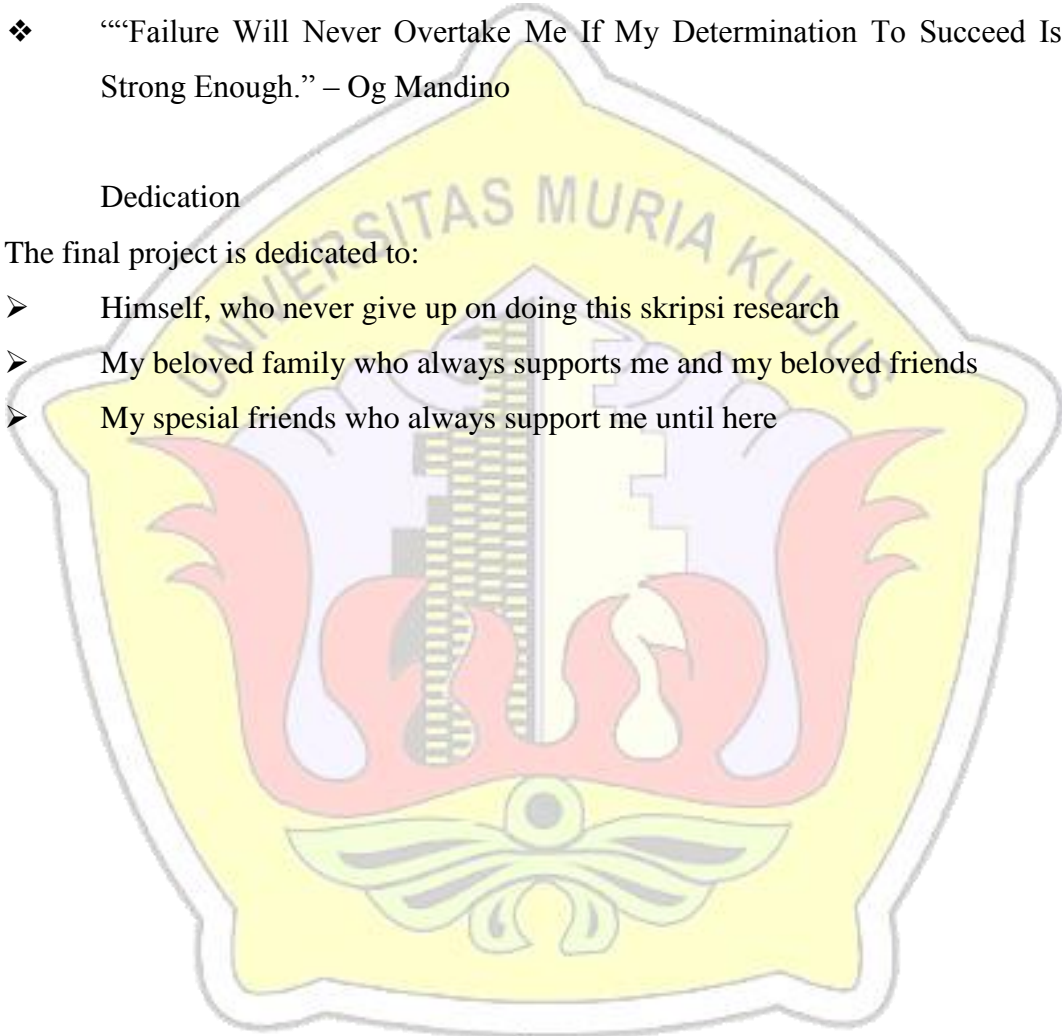 ❖ ““Failure Will Never Overtake Me If My Determination To Succeed Is
Strong Enough.” – Og Mandino
Dedication
The final project is dedicated to:
➢ Himself, who never give up on doing this skripsi research
➢ My beloved family who always supports me and my beloved friends
➢ My spesial friends who always support me until here
UNIVERSITAS MURIA KUDUS